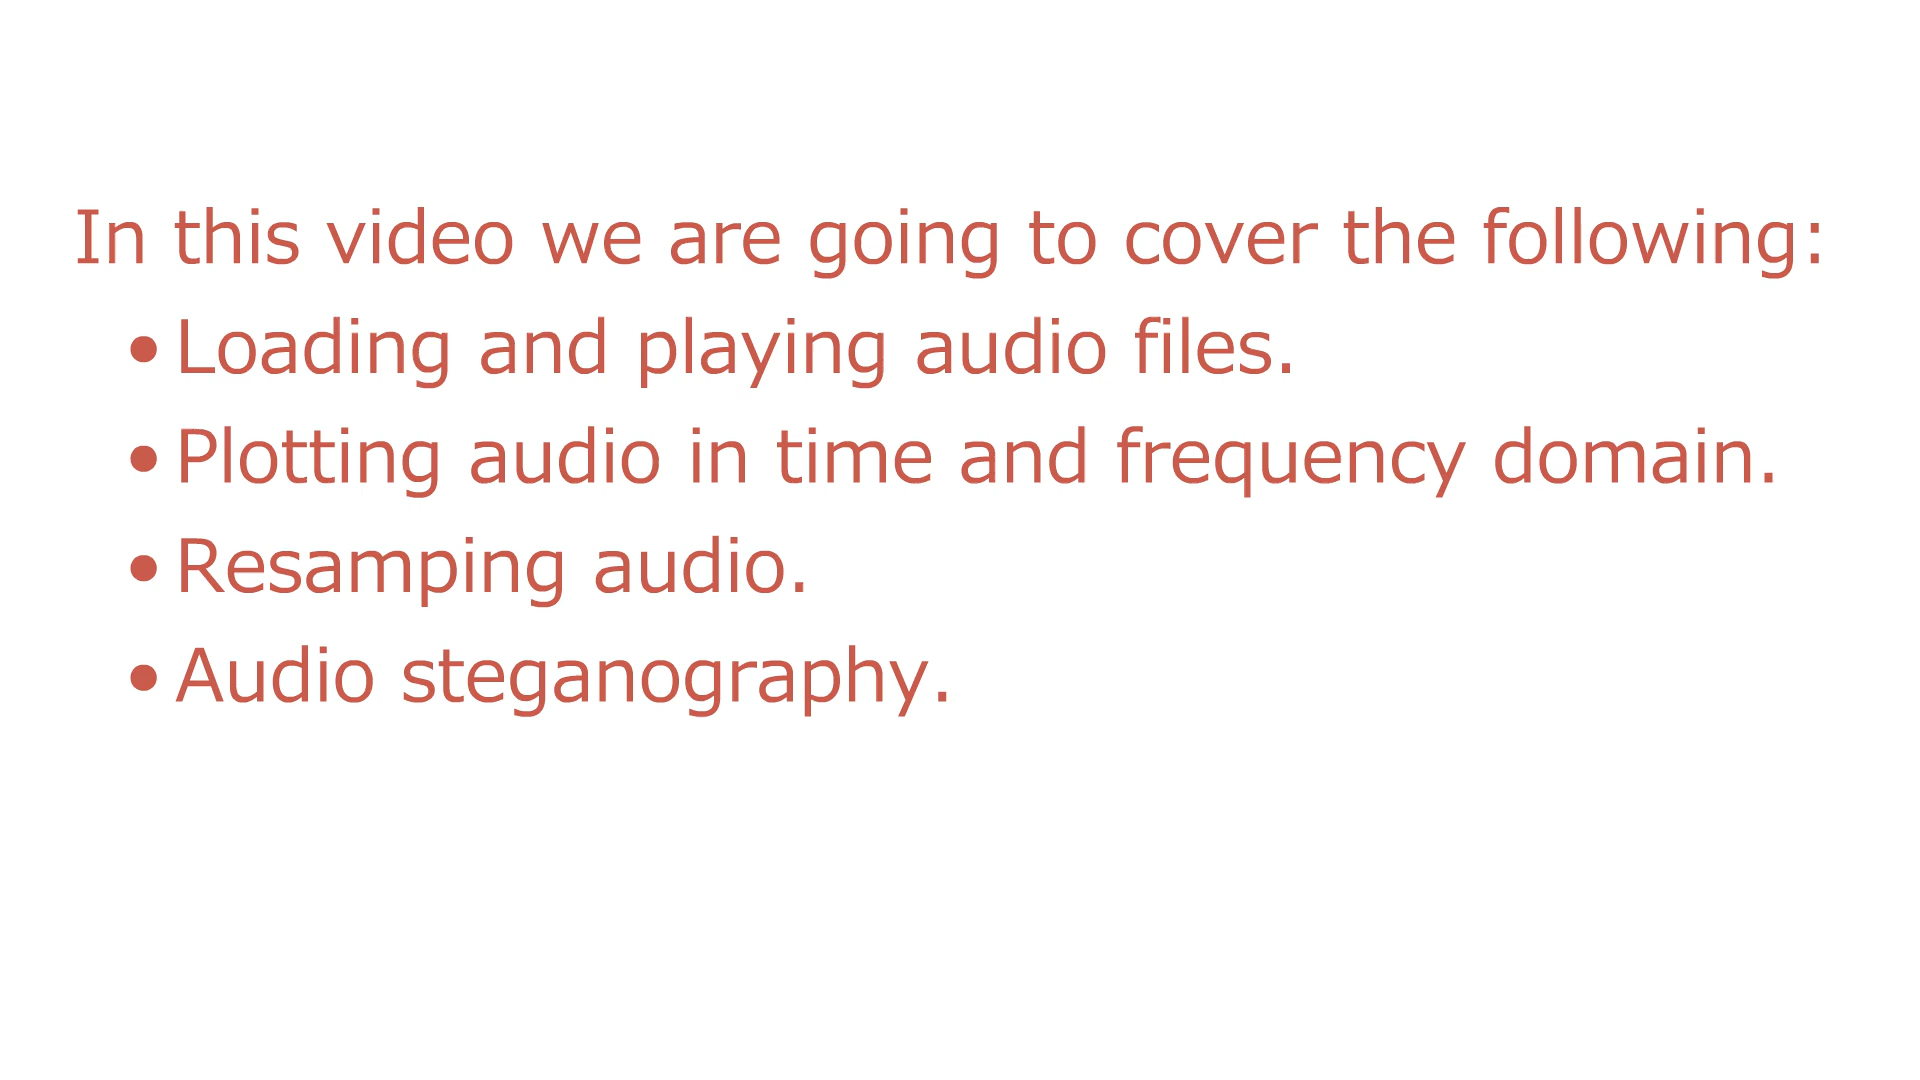 In this video we are going to cover the following:
• Loading and playing audio files.
• Plotting audio in time and frequency domain.
• Resamping audio.
• Audio steganography.